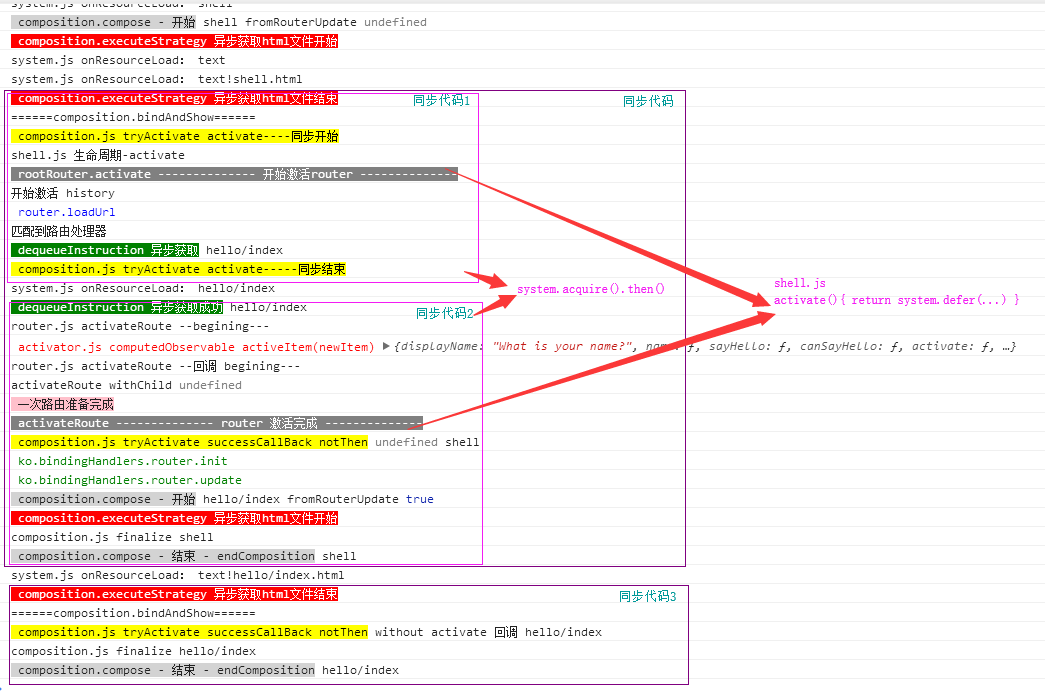 system.js onResourceLoad: shell
composition.compose - 开始 shell fromRouterUpdate undefined
composition.executeStrategy 异步获取html文件开始
system.js onResourceLoad: text
system.js onResourceLoad: text!shell.html
composition.executeStrategy 异步获取html文件结束 同步代码1 同步代码
======composition.bindAndShow======
composition.js tryActivate activate----同步开始
shell.js 生命周期-activate
rootRouter.activate -------------- 开始激活router --------------
开始激活 history
router.loadUrl
匹配到路由处理器
dequeueInstruction 异步获取 hello/index
composition.js tryActivate activate-----同步结束
system.js onResourceLoad: hello/index
system.acquire().then()
shell.js
activate(){ return system.defer(...) }
dequeueInstruction 异步获取成功 hello/index 同步代码2
router.js activateRoute --begining---
activator.js computedObservable activeItem(newItem) ▶{displayName: "What is your name?", name: ƒ, sayHello: ƒ, canSayHello: ƒ, activate: ƒ, …}
router.js activateRoute --回调 begining---
activateRoute withChild undefined
一次路由准备完成
activateRoute -------------- router 激活完成 --------------
composition.js tryActivate successCallBack notThen undefined shell
ko.bindingHandlers.router.init
ko.bindingHandlers.router.update
composition.compose - 开始 hello/index fromRouterUpdate true
composition.executeStrategy 异步获取html文件开始
composition.js finalize shell
composition.compose - 结束 - endComposition shell
system.js onResourceLoad: text!hello/index.html
composition.executeStrategy 异步获取html文件结束 同步代码3
======composition.bindAndShow======
composition.js tryActivate successCallBack notThen without activate 回调 hello/index
composition.js finalize hello/index
composition.compose - 结束 - endComposition hello/index